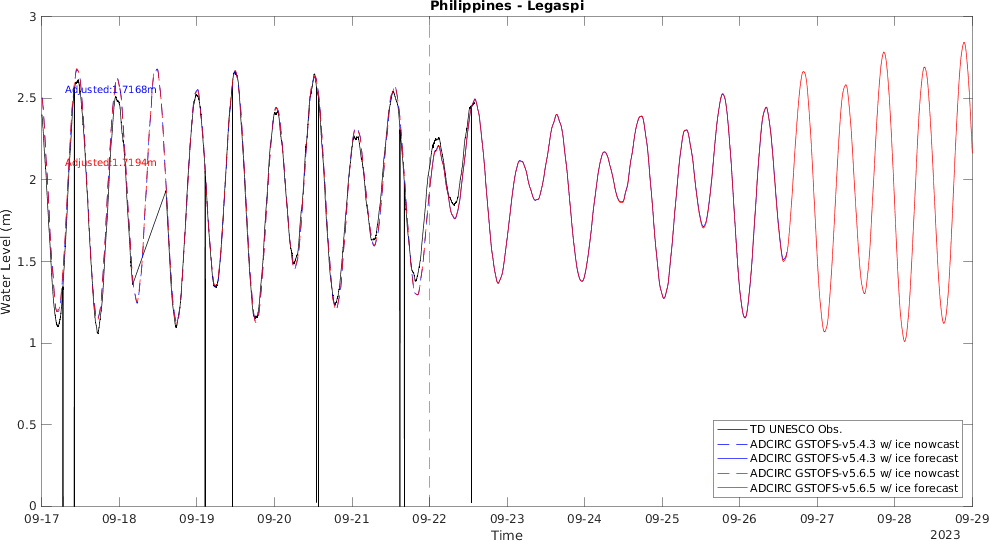 Philippines - Legaspi
Water Level (m)
3
2.5
2
1.5
1
0.5
0
Adjusted:1.7168m
Adjusted:1.7194m
TD UNESCO Obs.
ADCIRC GSTOFS-v5.4.3 w/ ice nowcast
ADCIRC GSTOFS-v5.4.3 w/ ice forecast
ADCIRC GSTOFS-v5.6.5 w/ ice nowcast
ADCIRC GSTOFS-v5.6.5 w/ ice forecast
09-17 09-18 09-19 09-20 09-21 09-22 09-23 09-24 09-25 09-26 09-27 09-28 09-29
Time
2023